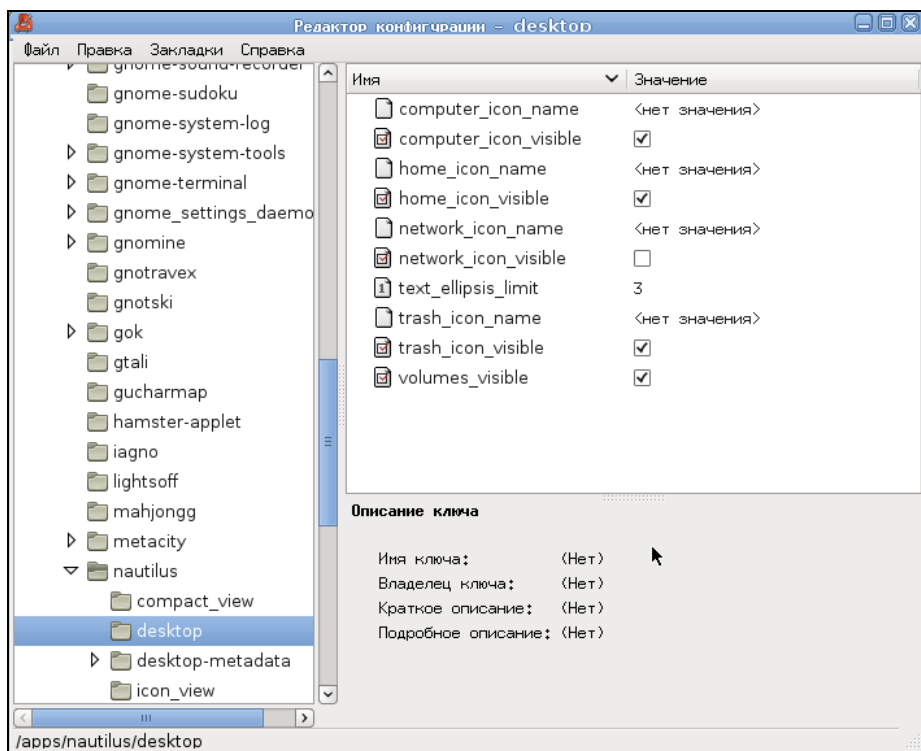 Редактор конфигурации - desktop
Файл Правка Закладки Справка
gnome-sound-recorder
gnome-sudoku
gnome-system-log
gnome-system-tools
gnome-terminal
gnome_settings_daemo
gnomine
gnotravex
gnotski
gok
gtali
gucharmap
hamster-applet
iagno
lightsoff
mahjongg
metacity
nautilus
compact_view
desktop
desktop-metadata
icon_view
Имя Значение
computer_icon_name <нет значения>
computer_icon_visible
home_icon_name <нет значения>
home_icon_visible
network_icon_name <нет значения>
network_icon_visible
text_ellipsis_limit 3
trash_icon_name <нет значения>
trash_icon_visible
volumes_visible
Описание ключа
Имя ключа: (Нет)
Владелец ключа: (Нет)
Краткое описание: (Нет)
Подробное описание: (Нет)
/apps/nautilus/desktop